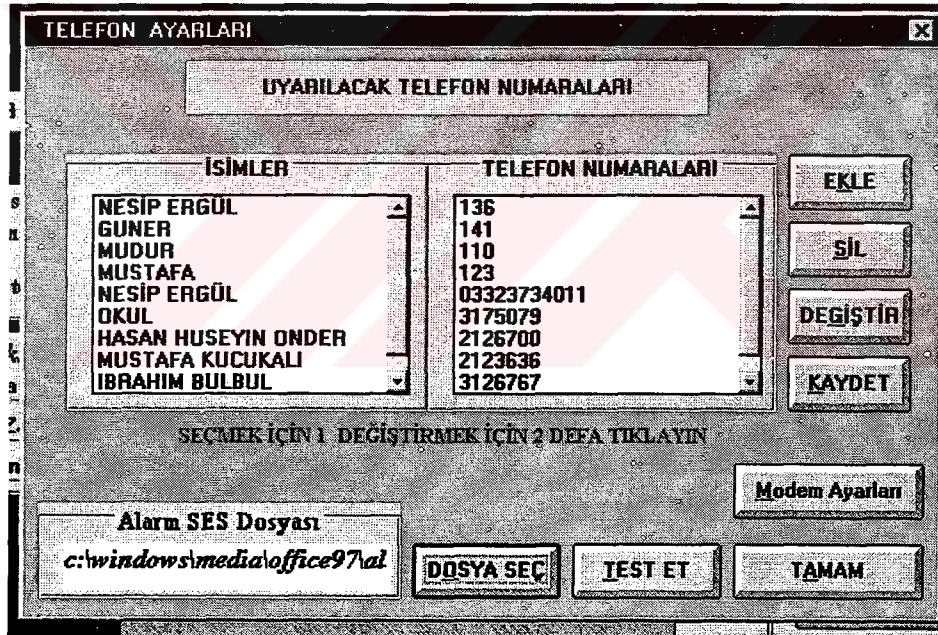 TELEFON AYARLARI
UYARILACAK TELEFON NUMARALARI
İSİMLER
NESİP ERGÜL
GUNER
MUDUR
MUSTAFA
NESİP ERGÜL
OKUL
HASAN HUSEYIN ONDER
MUSTAFA KUCUKALI
IBRAHIM BULBUL
TELEFON NUMARALARI
136
141
110
123
03323734011
3175079
2126700
2123636
3126767
EKLE
SİL
DEĞİŞTİR
KAYDET
SEÇMEK İÇİN 1 DEĞİŞTİRMEK İÇİN 2 DEFA TIKLAYIN
Modem Ayarları
Alarm SES Dosyası
c:\windows\media\office97\al
DOSYA SEÇ
TEST ET
TAMAM